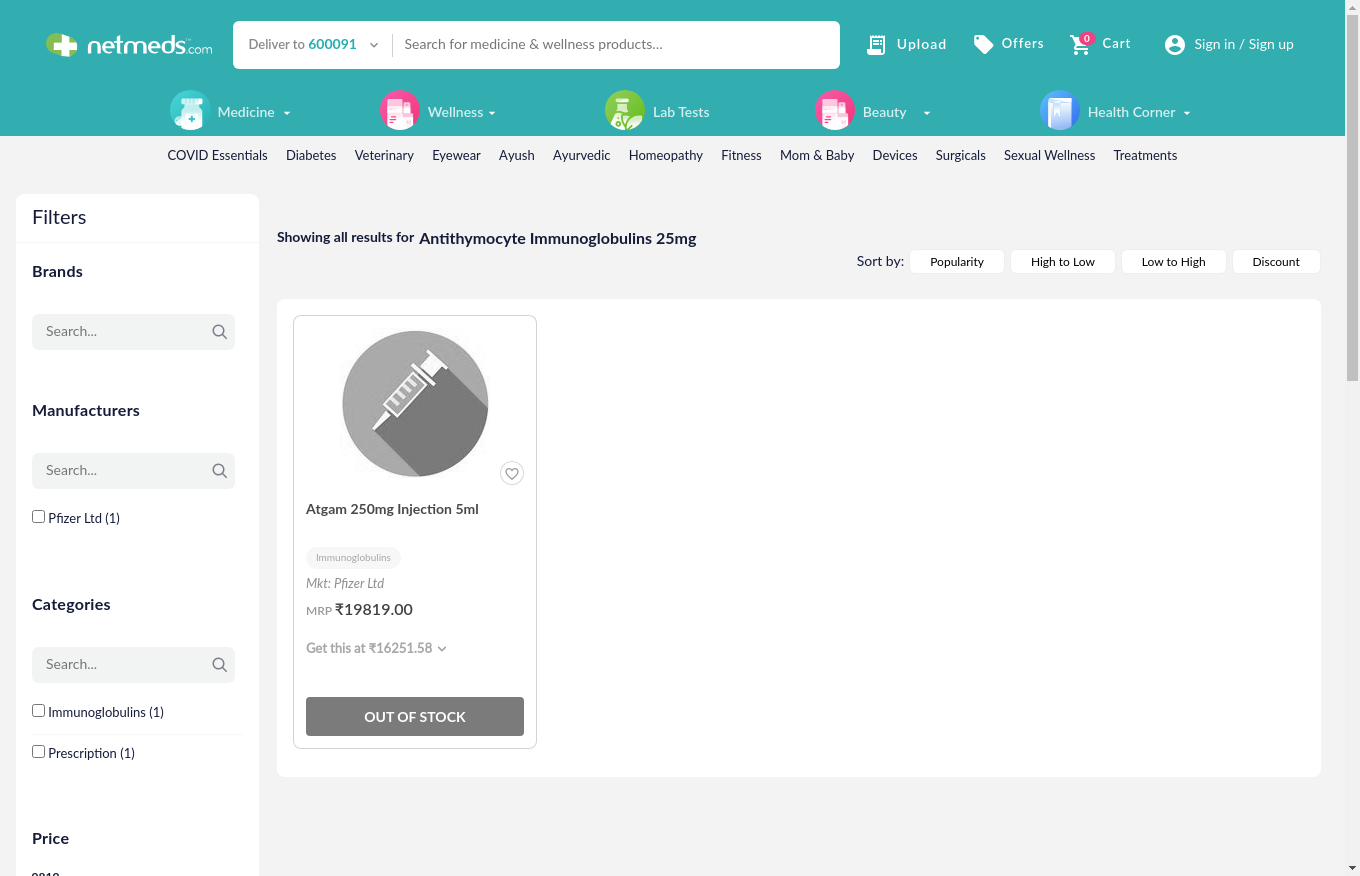 netmeds.com
Deliver to 600091
Search for medicine & wellness products...
Upload
Offers
0
Cart
Sign in / Sign up
Medicine
Wellness
Lab Tests
Beauty
Health Corner
COVID Essentials Diabetes Veterinary Eyewear Ayush Ayurvedic Homeopathy Fitness Mom & Baby Devices Surgicals Sexual Wellness Treatments
Filters
Brands
Search...
Manufacturers
Search...
Pfizer Ltd (1)
Categories
Search...
Immunoglobulins (1)
Prescription (1)
Price
Showing all results for Antithymocyte Immunoglobulins 25mg
Sort by: Popularity High to Low Low to High Discount
Atgam 250mg Injection 5ml
Immunoglobulins
Mkt: Pfizer Ltd
MRP ₹19819.00
Get this at ₹16251.58
OUT OF STOCK